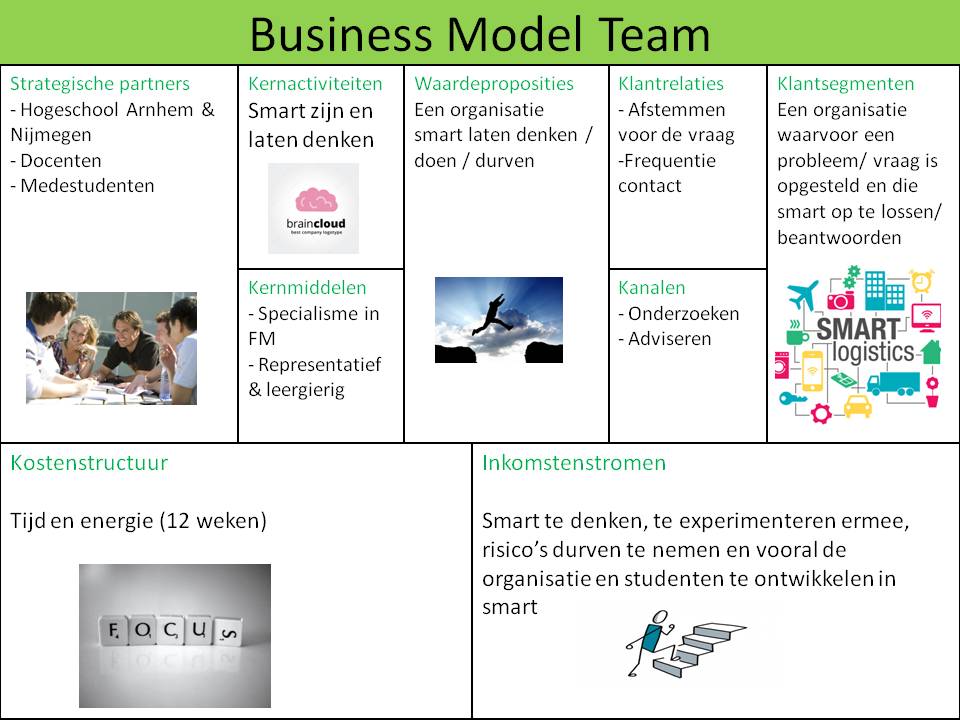 Business Model Team
Strategische partners
- Hogeschool Arnhem &
Nijmegen
- Docenten
- Medestudenten
Kernactiviteiten
Smart zijn en
laten denken
braincloud
best company logotype
Kernmiddelen
- Specialisme in
FM
- Representatief
& leergierig
Waardeproposities
Een organisatie
smart laten denken /
doen / durven
Klantrelaties
- Afstemmen
voor de vraag
-Frequentie
contact
Kanalen
- Onderzoeken
- Adviseren
Klantsegmenten
Een organisatie
waarvoor een
probleem/ vraag is
opgesteld en die
smart op te lossen/
beantwoorden
SMART
logistics
Kostenstructuur
Tijd en energie (12 weken)
FOCUS
Inkomstenstromen
Smart te denken, te experimenteren ermee,
risico’s durven te nemen en vooral de
organisatie en studenten te ontwikkelen in
smart